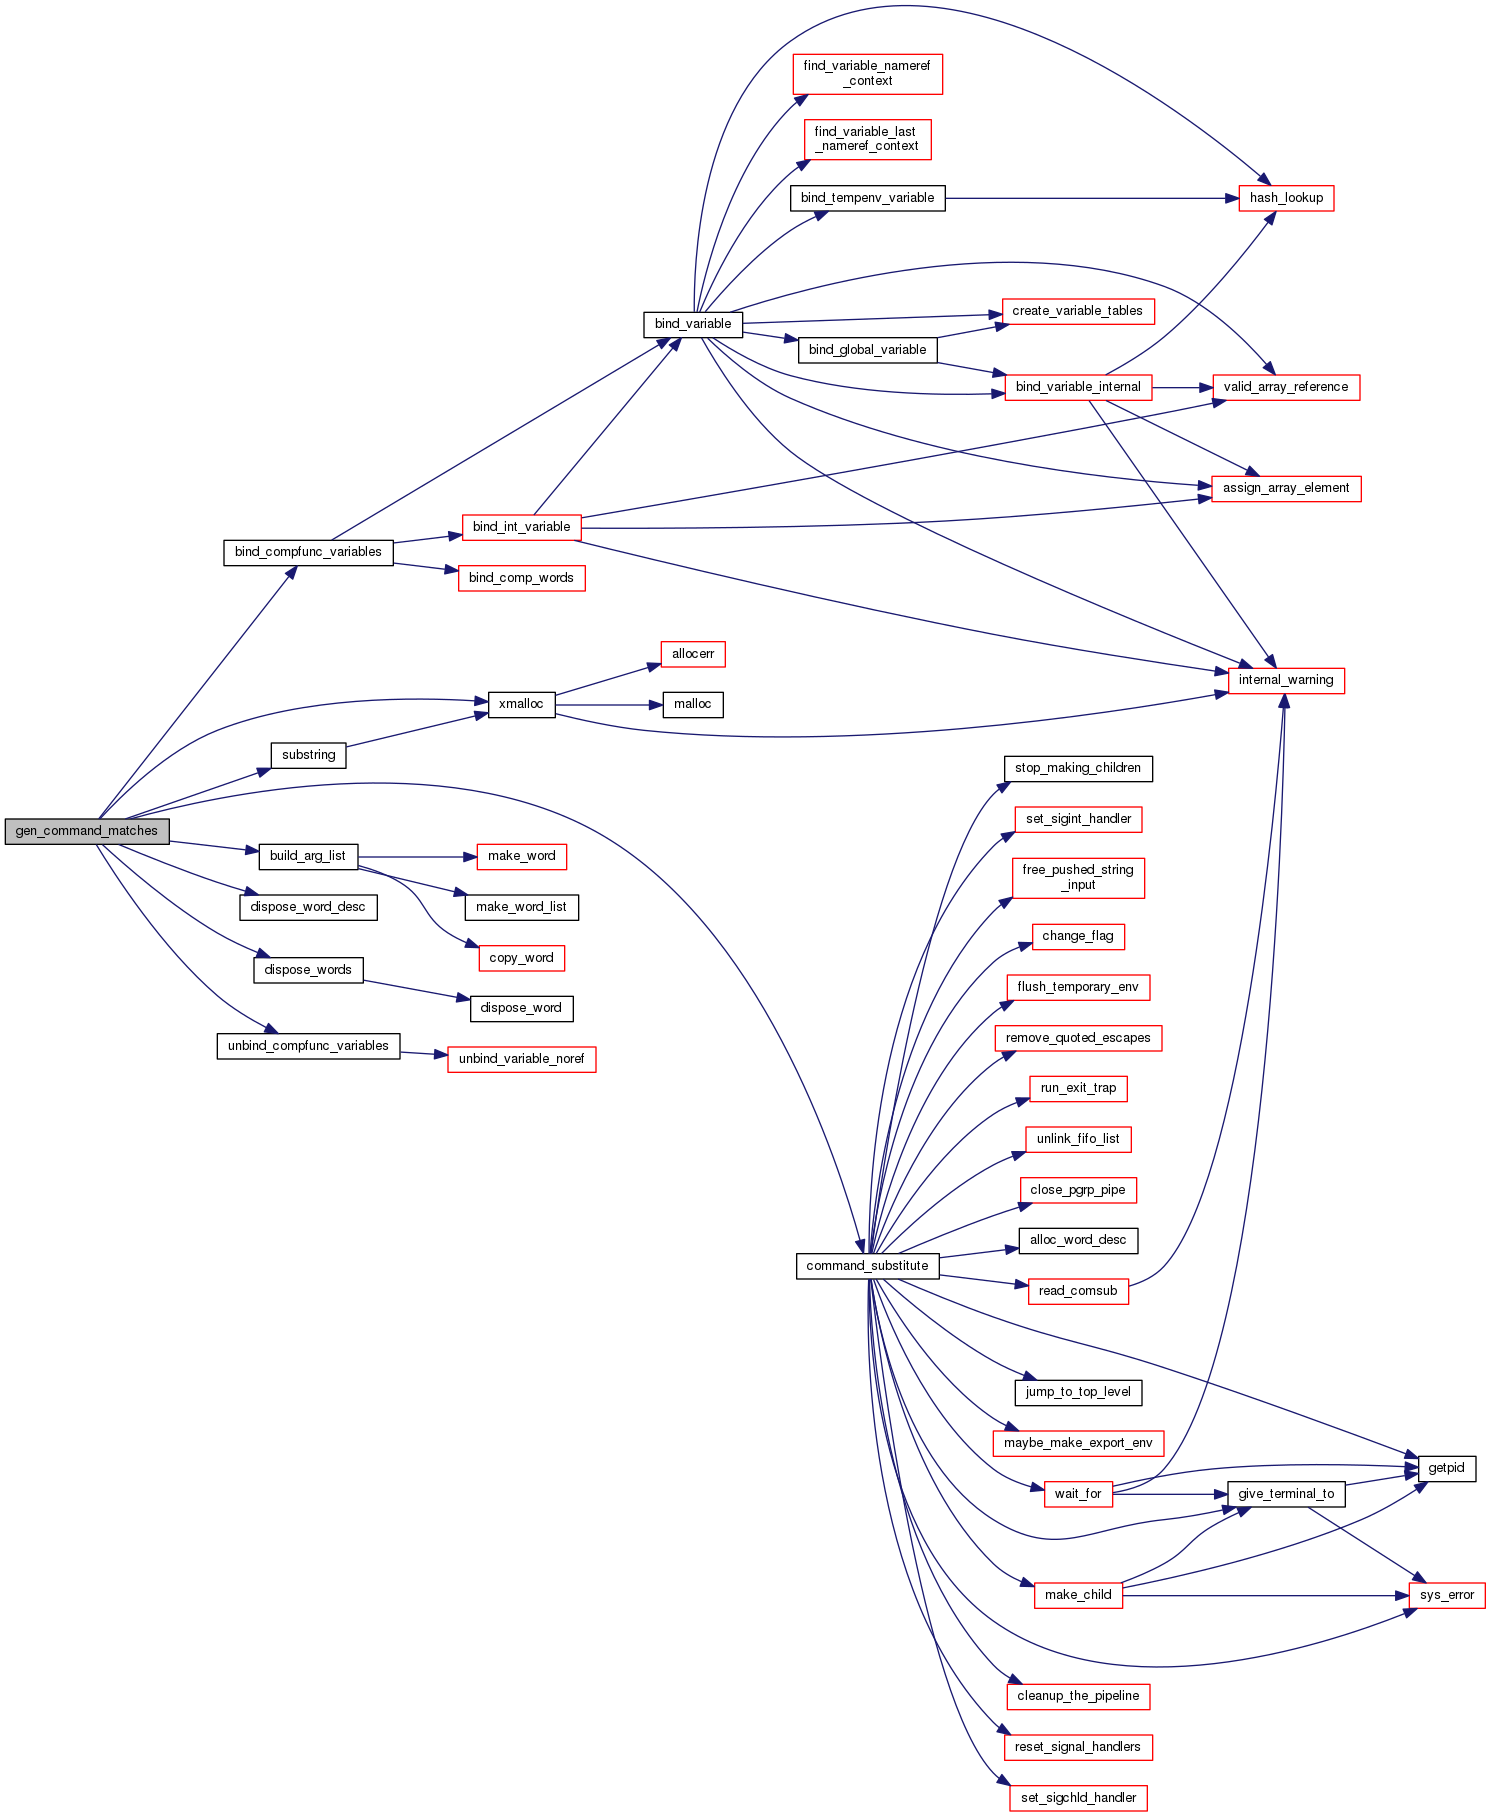 find_variable_nameref
_context
find_variable_last
_nameref_context
bind_tempenv_variable
hash_lookup
create_variable_tables
bind_variable
bind_global_variable
bind_variable_internal
valid_array_reference
assign_array_element
bind_int_variable
bind_compfunc_variables
bind_comp_words
allocerr
internal_warning
xmalloc
malloc
substring
stop_making_children
set_sigint_handler
gen_command_matches
build_arg_list
make_word
free_pushed_string
_input
dispose_word_desc
make_word_list
change_flag
copy_word
dispose_words
flush_temporary_env
dispose_word
unbind_compfunc_variables
remove_quoted_escapes
unbind_variable_noref
run_exit_trap
unlink_fifo_list
close_pgrp_pipe
alloc_word_desc
command_substitute
read_comsub
jump_to_top_level
maybe_make_export_env
getpid
wait_for
give_terminal_to
make_child
sys_error
cleanup_the_pipeline
reset_signal_handlers
set_sigchld_handler